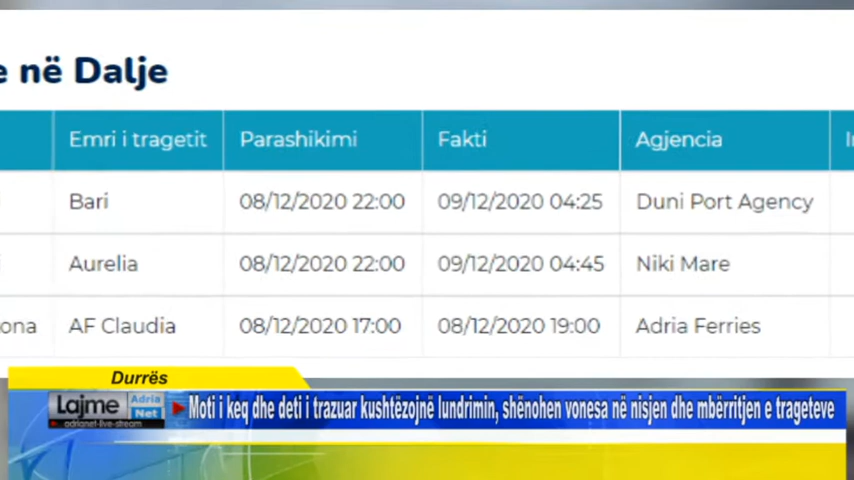 e në Dalje
Emri i tragetit Parashikimi Fakti Agjencia
Bari 08/12/2020 22:00 09/12/2020 04:25 Duni Port Agency
Aurelia 08/12/2020 22:00 09/12/2020 04:45 Niki Mare
ona AF Claudia 08/12/2020 17:00 08/12/2020 19:00 Adria Ferries
Durrës
Lajme Adria Net
adrianet-live-stream
Moti i keq dhe deti i trazuar kushtëzojnë lundrimin, shënohen vonesa në nisjen dhe mbërritjen e trageteve